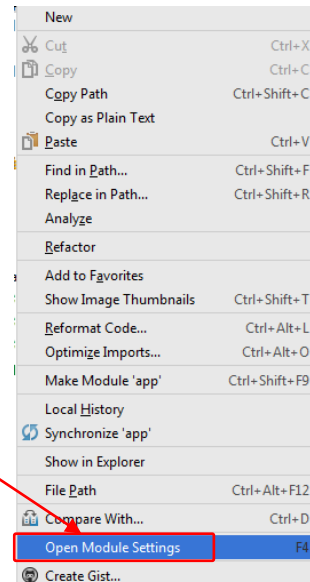 New
Cut Ctrl+X
Copy Ctrl+C
Copy Path Ctrl+Shift+C
Copy as Plain Text
Paste Ctrl+V
Find in Path... Ctrl+Shift+F
Replace in Path... Ctrl+Shift+R
Analyze
Refactor
Add to Favorites
Show Image Thumbnails Ctrl+Shift+T
Reformat Code... Ctrl+Alt+L
Optimize Imports... Ctrl+Alt+O
Make Module 'app' Ctrl+Shift+F9
Local History
Synchronize 'app'
Show in Explorer
File Path Ctrl+Alt+F12
Compare With... Ctrl+D
Open Module Settings F4
Create Gist...